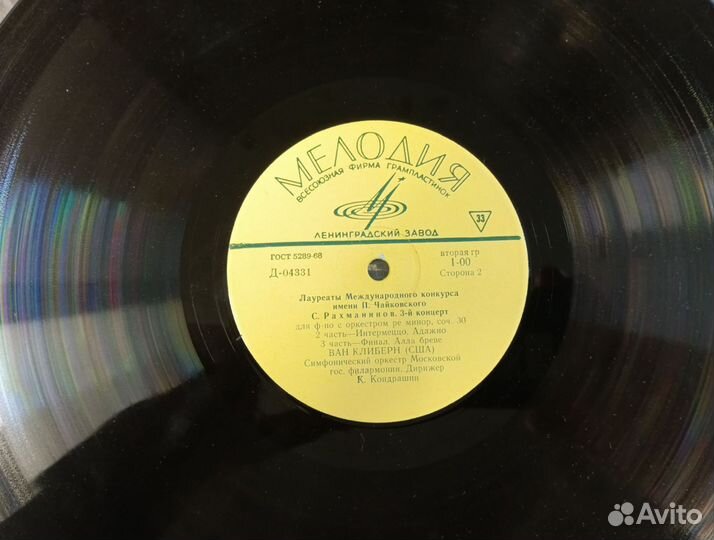 МЕЛОДИЯ
ВСЕСОЮЗНАЯ ФИРМА ГРАМПЛАСТИНОК
33
ЛЕНИНГРАДСКИЙ ЗАВОД
ГОСТ 5289-68
вторая гр
Д-04331
1-00
Сторона 2
Лауреаты Международного конкурса
имени П. Чайковского
С. Рахманинов. 3-й концерт
для ф-по с оркестром ре минор, соч. 30
2 часть—Интермеццо. Адажио
3 часть—Финал. Алла бреве
ВАН КЛИБЕРН (США)
Симфонический оркестр Московской
гос. филармонии. Дирижер
К. Кондрашин
Avito